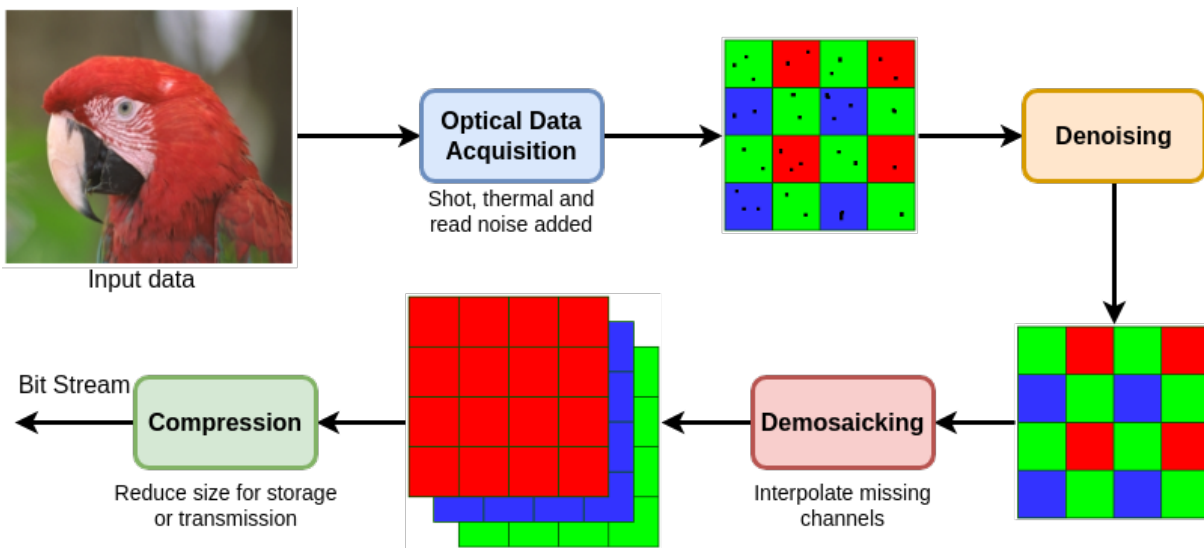 Input data
Optical Data
Acquisition
Shot, thermal and
read noise added
Denoising
Demosaicking
Interpolate missing
channels
Compression
Reduce size for storage
or transmission
Bit Stream